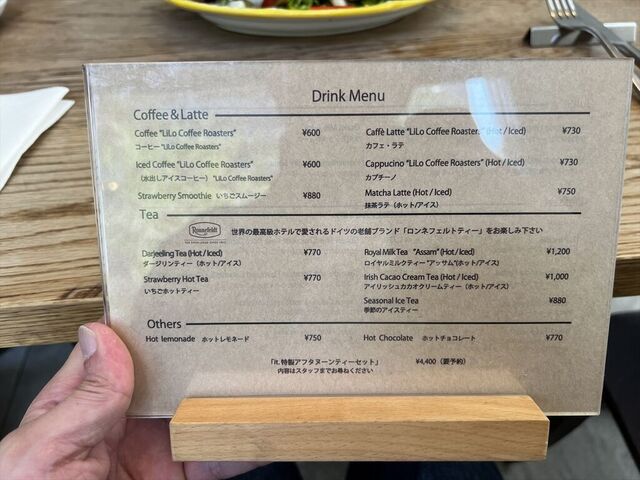 Drink Menu
Coffee & Latte
Coffee "LiLo Coffee Roasters" ¥600
コーヒー "LiLo Coffee Roasters"
Iced Coffee "LiLo Coffee Roasters" ¥600
（水出しアイスコーヒー） "LiLo Coffee Roasters"
Strawberry Smoothie いちごスムージー ¥880
Caffè Latte "LiLo Coffee Roasters" (Hot / Iced) ¥730
カフェ・ラテ
Cappucino "LiLo Coffee Roasters" (Hot / Iced) ¥730
カプチーノ
Matcha Latte (Hot / Iced) ¥750
抹茶ラテ（ホット/アイス）
Tea
Ronnefeldt
世界の最高級ホテルで愛されるドイツの老舗ブランド「ロンネフェルトティー」をお楽しみ下さい
Darjeeling Tea (Hot / Iced) ¥770
ダージリンティー（ホット/アイス）
Strawberry Hot Tea ¥770
いちごホットティー
Royal Milk Tea "Assam" (Hot / Iced) ¥1,200
ロイヤルミルクティー "アッサム"(ホット/アイス)
Irish Cacao Cream Tea (Hot / Iced) ¥1,000
アイリッシュカカオクリームティー（ホット/アイス）
Seasonal Ice Tea ¥880
季節のアイスティー
Others
Hot lemonade ホットレモネード ¥750
Hot Chocolate ホットチョコレート ¥770
「it.特製アフタヌーンティーセット」 ¥4,400（要予約）
内容はスタッフまでお尋ねください